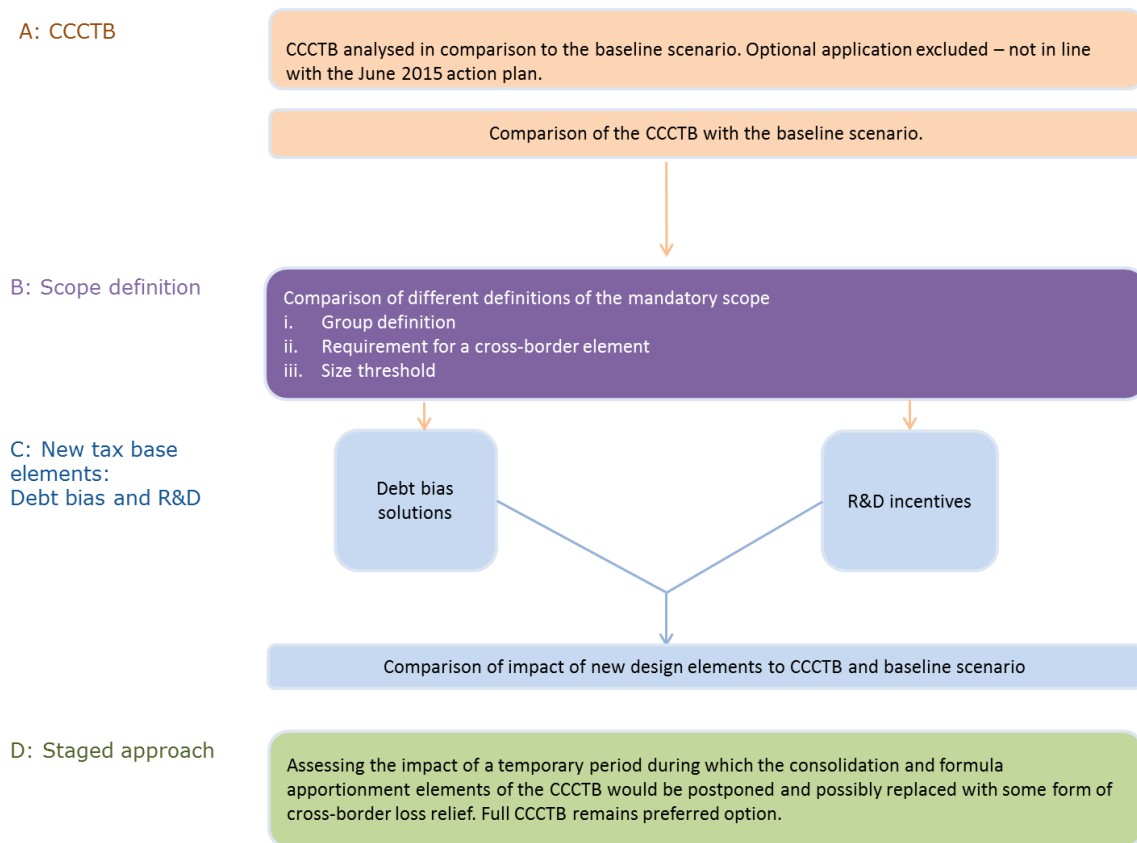 A: CCCTB
CCCTB analysed in comparison to the baseline scenario. Optional application excluded – not in line
with the June 2015 action plan.
Comparison of the CCCTB with the baseline scenario.
B: Scope definition
Comparison of different definitions of the mandatory scope
i. Group definition
ii. Requirement for a cross-border element
iii. Size threshold
C: New tax base
elements:
Debt bias and R&D
Debt bias
solutions
R&D incentives
Comparison of impact of new design elements to CCCTB and baseline scenario
D: Staged approach
Assessing the impact of a temporary period during which the consolidation and formula
apportionment elements of the CCCTB would be postponed and possibly replaced with some form of
cross-border loss relief. Full CCCTB remains preferred option.